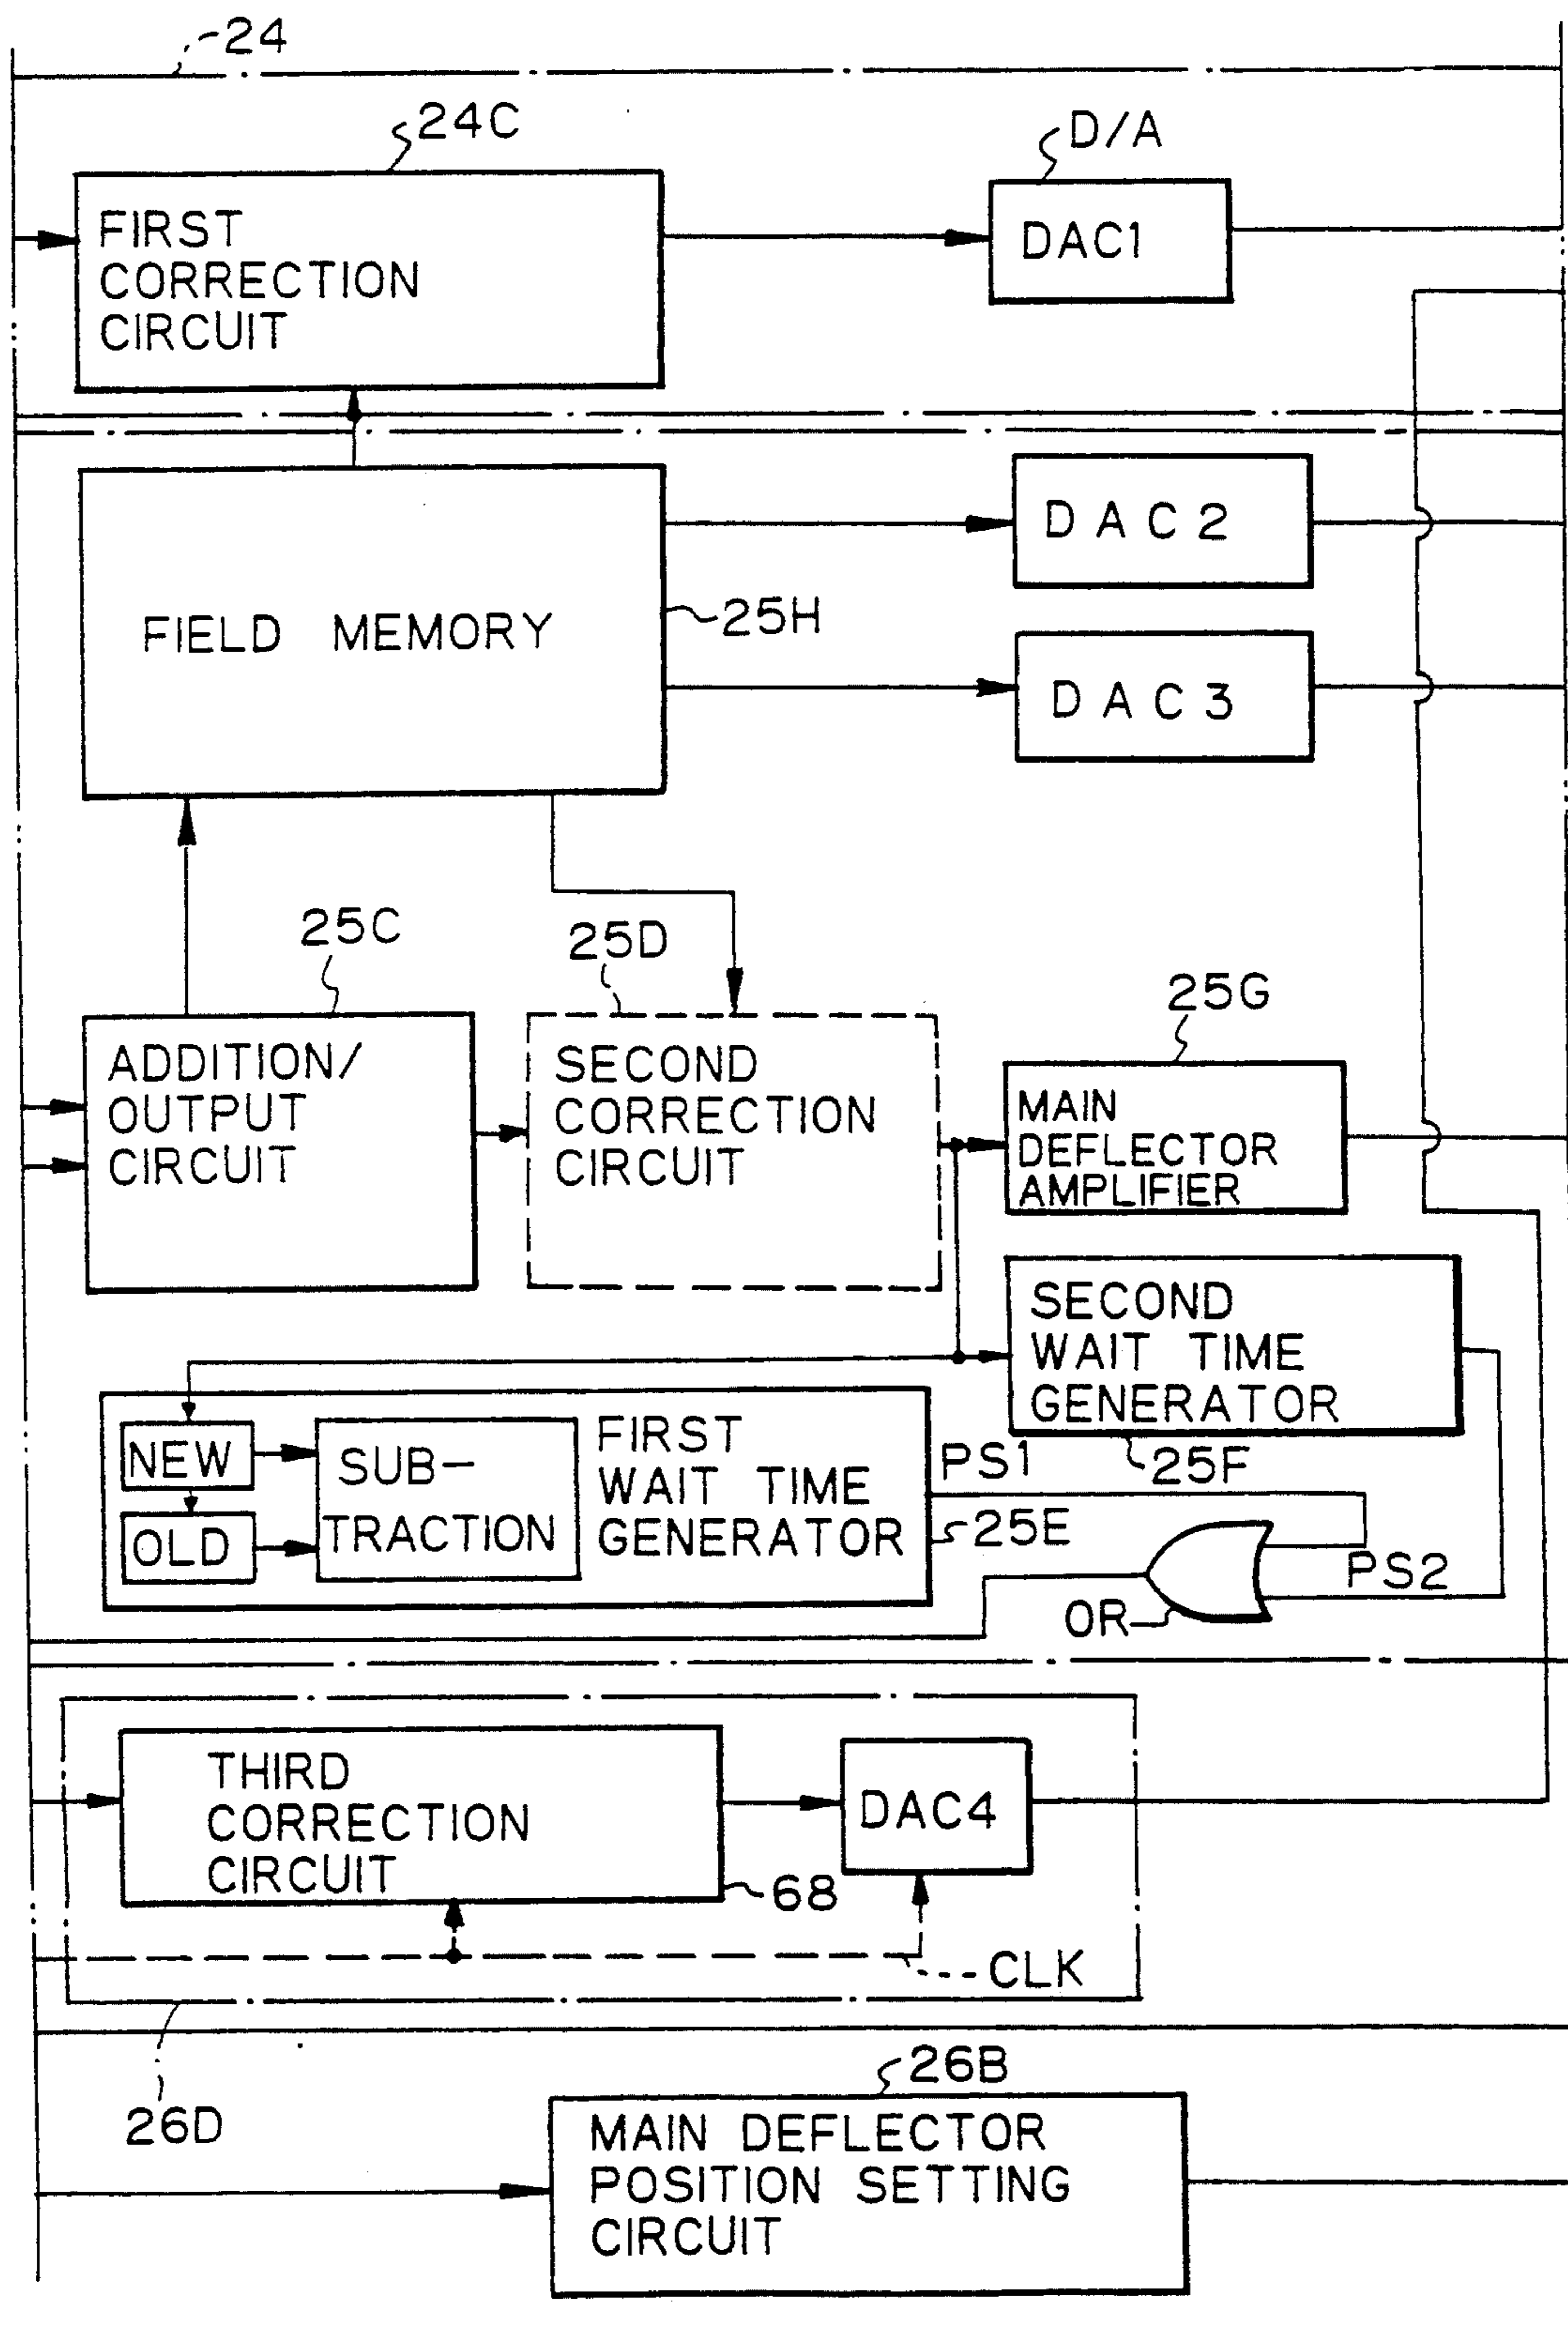 24
24C
D/A
FIRST
CORRECTION
CIRCUIT
DAC1
DAC2
25H
FIELD MEMORY
DAC3
25C
25D
25G
ADDITION/
OUTPUT
CIRCUIT
SECOND
CORRECTION
CIRCUIT
MAIN
DEFLECTOR
AMPLIFIER
SECOND
WAIT TIME
GENERATOR
25F
NEW
OLD
SUB-
TRACTION
FIRST
WAIT TIME
GENERATOR
PS1
25E
PS2
OR
THIRD
CORRECTION
CIRCUIT
DAC4
68
CLK
26D
26B
MAIN DEFLECTOR
POSITION SETTING
CIRCUIT